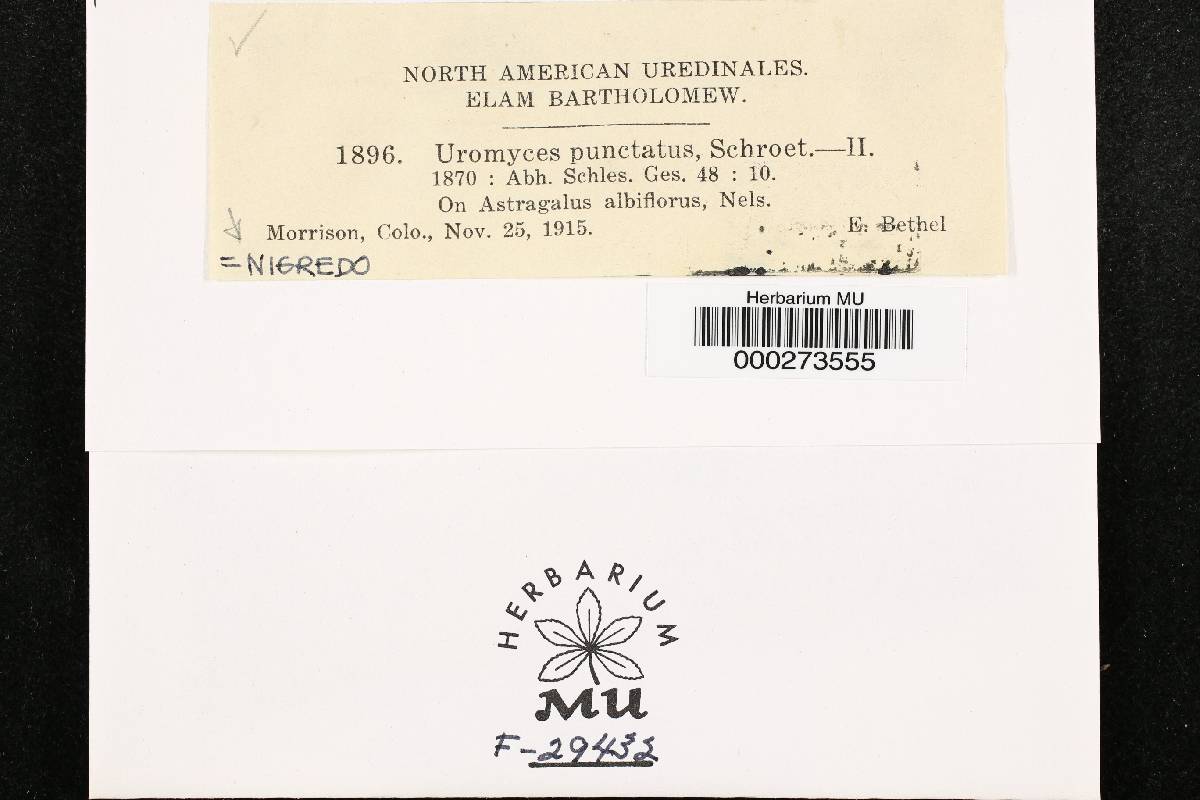 NORTH AMERICAN UREDINALES.
ELAM BARTHOLOMEW.
1896. Uromyces punctatus, Schroet.—II.
1870 : Abh. Schles. Ges. 48 : 10.
On Astragalus albiflorus, Nels.
Morrison, Colo., Nov. 25, 1915. E. Bethel
=NIGREDO
Herbarium MU
000273555
HERBARIUM
MU
F-29432